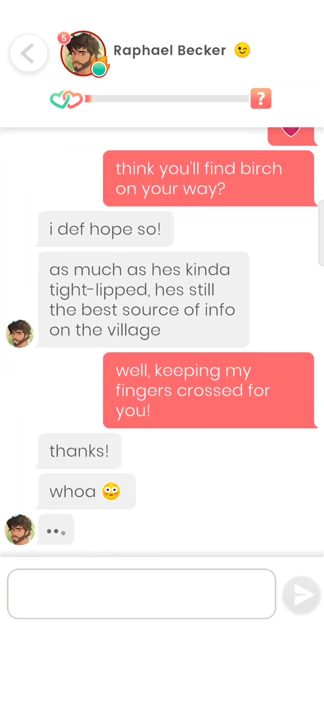 5
Raphael Becker 😉
?
think you'll find birch
on your way?
i def hope so!
as much as hes kinda
tight-lipped, hes still
the best source of info
on the village
well, keeping my
fingers crossed for
you!
thanks!
whoa 😳